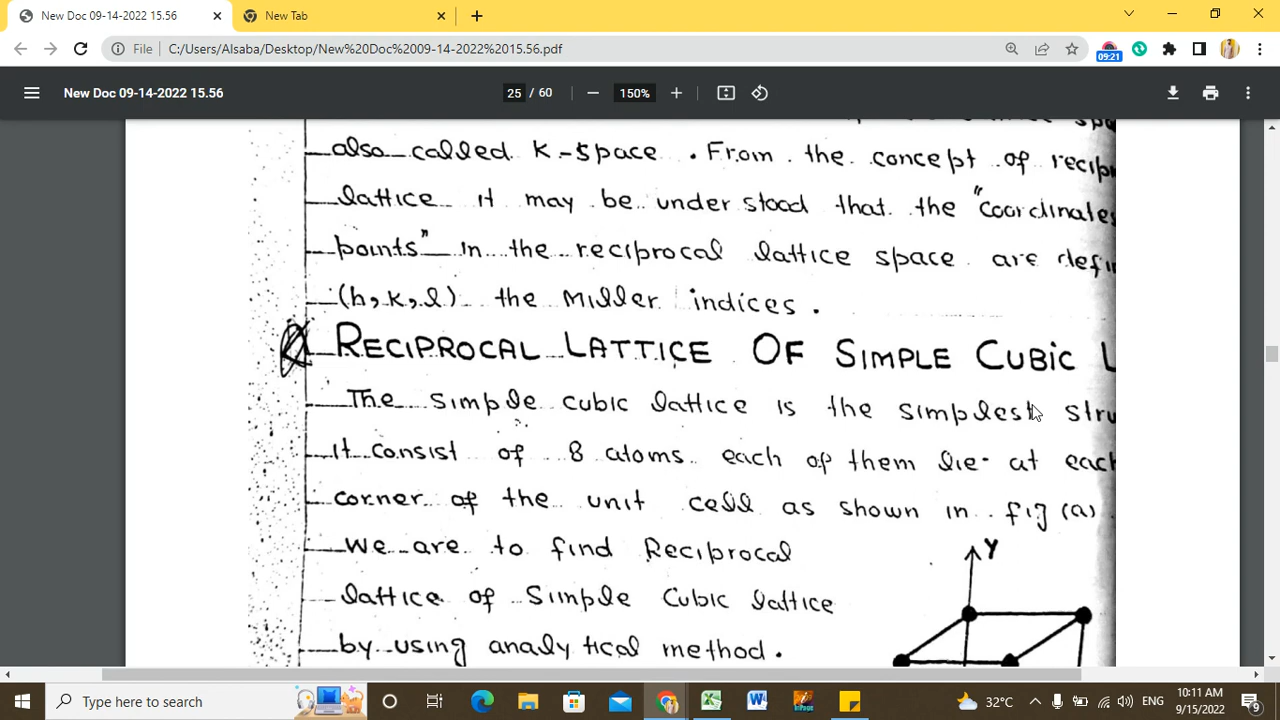 New Doc 09-14-2022 15.56
New Tab
File
C:/Users/Alsaba/Desktop/New%20Doc%2009-14-2022%2015.56.pdf
09:21
New Doc 09-14-2022 15.56
25 / 60
150%
also called K-space. From the concept of recip
lattice it may be understood that the "coordinates
points" in the reciprocal lattice space are defi
(h, k, l) the Miller indices.
RECIPROCAL LATTICE OF SIMPLE CUBIC L
The simple cubic lattice is the simplest stru
It consist of 8 atoms each of them lie at each
corner of the unit cell as shown in fig (a)
We are to find Reciprocal
Y
lattice of Simple Cubic lattice
by using analytical method.
Type here to search
32°C
ENG
10:11 AM
9/15/2022
9